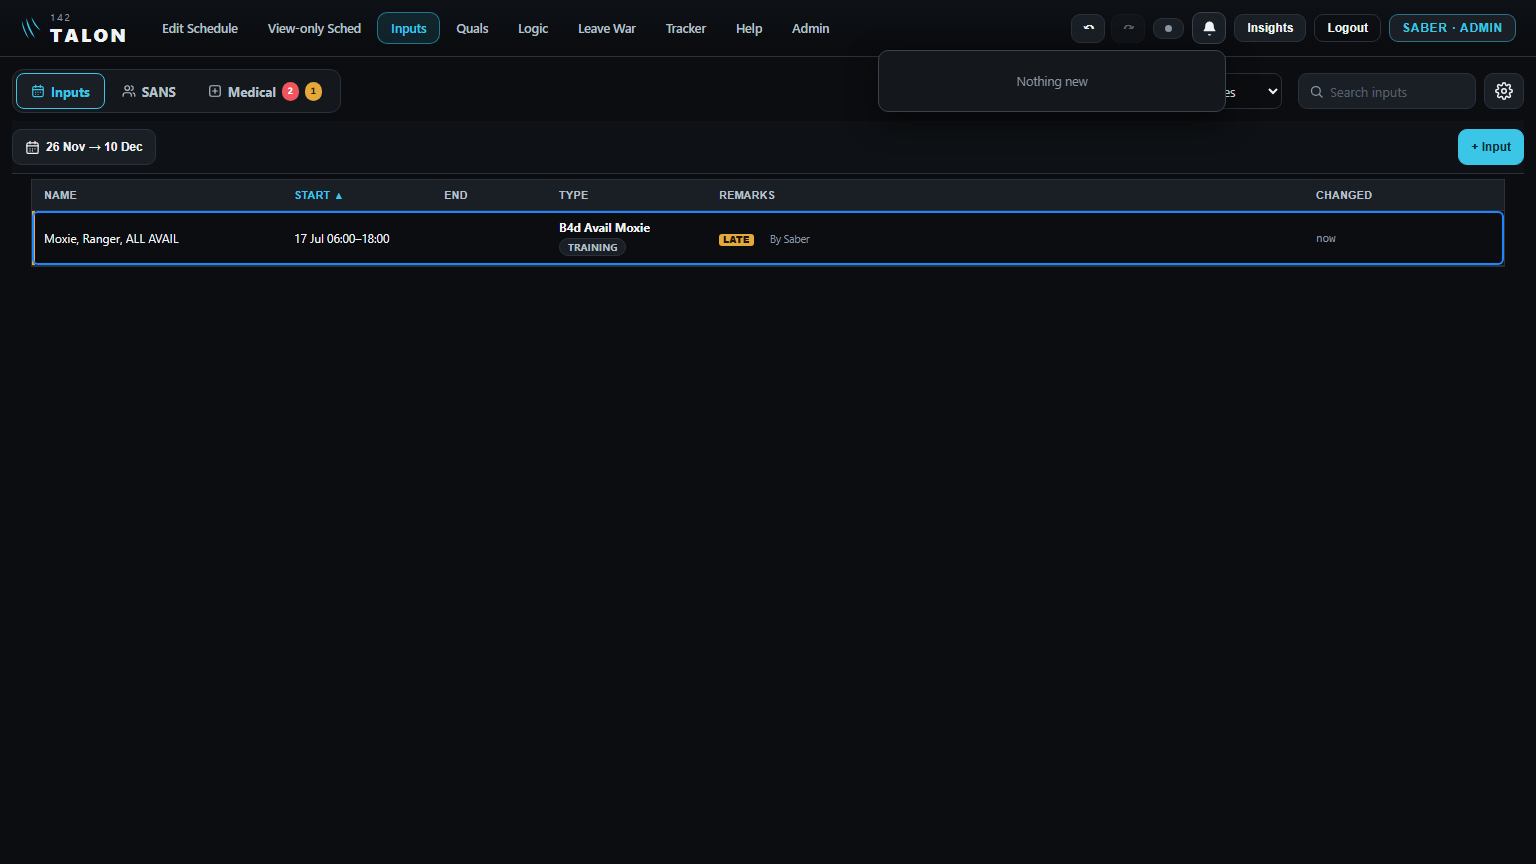 142
TALON
Edit Schedule
View-only Sched
Inputs
Quals
Logic
Leave War
Tracker
Help
Admin
Insights
Logout
SABER · ADMIN
Nothing new
Inputs
SANS
Medical 2 1
es
Search inputs
26 Nov → 10 Dec
+ Input
NAME START ▲ END TYPE REMARKS CHANGED
Moxie, Ranger, ALL AVAIL 17 Jul 06:00–18:00 B4d Avail Moxie LATE By Saber now
TRAINING